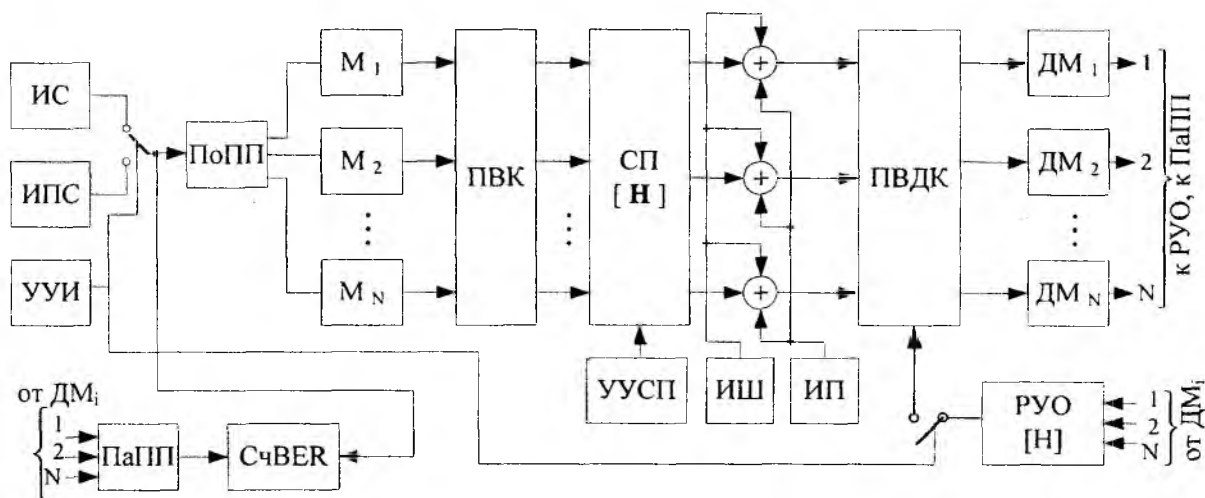 ИС
ИПС
УУИ
ПоПП
М 1
М 2
М N
ПВК
СП
[ Н ]
УУСП
+
+
+
ИШ
ИП
ПВДК
ДМ 1
ДМ 2
ДМ N
1
2
N
к РУО, к ПаПП
РУО
[Н]
1
2
N
от ДМi
от ДМi
1
2
N
ПаПП
СчBER